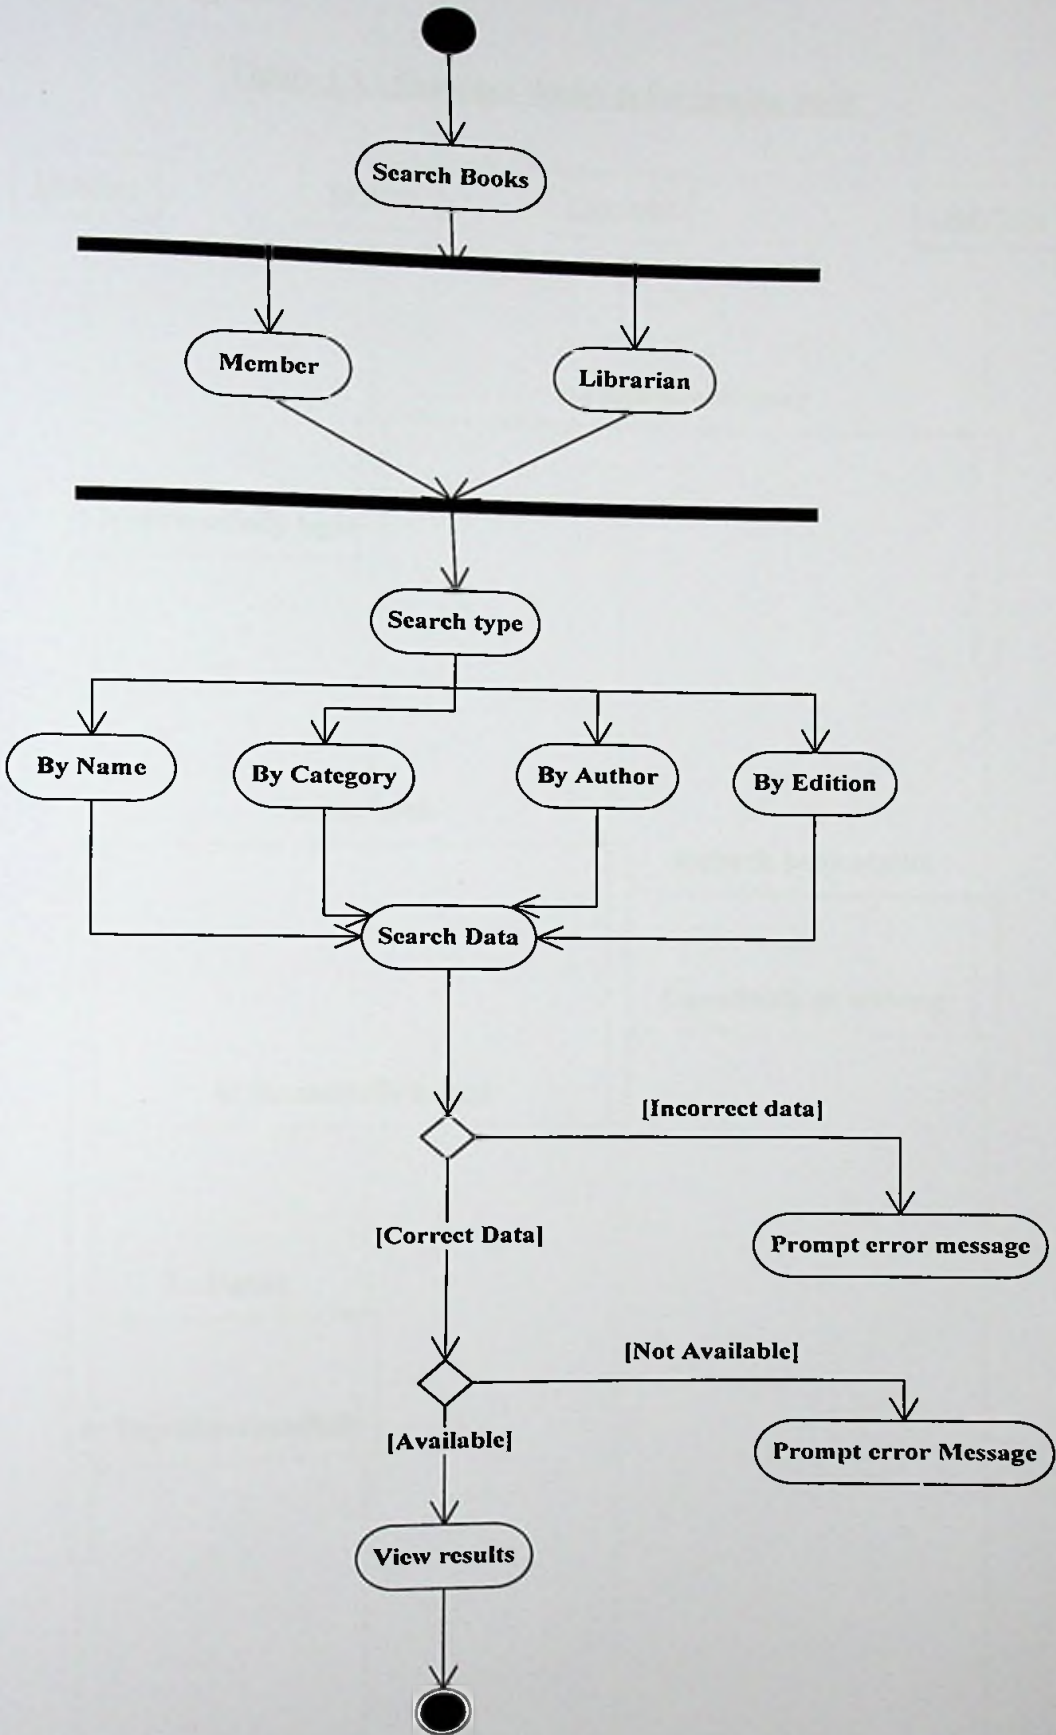 Search Books
Member
Librarian
Search type
By Name
By Category
By Author
By Edition
Search Data
[Incorrect data]
[Correct Data]
Prompt error message
[Not Available]
[Available]
Prompt error Message
View results